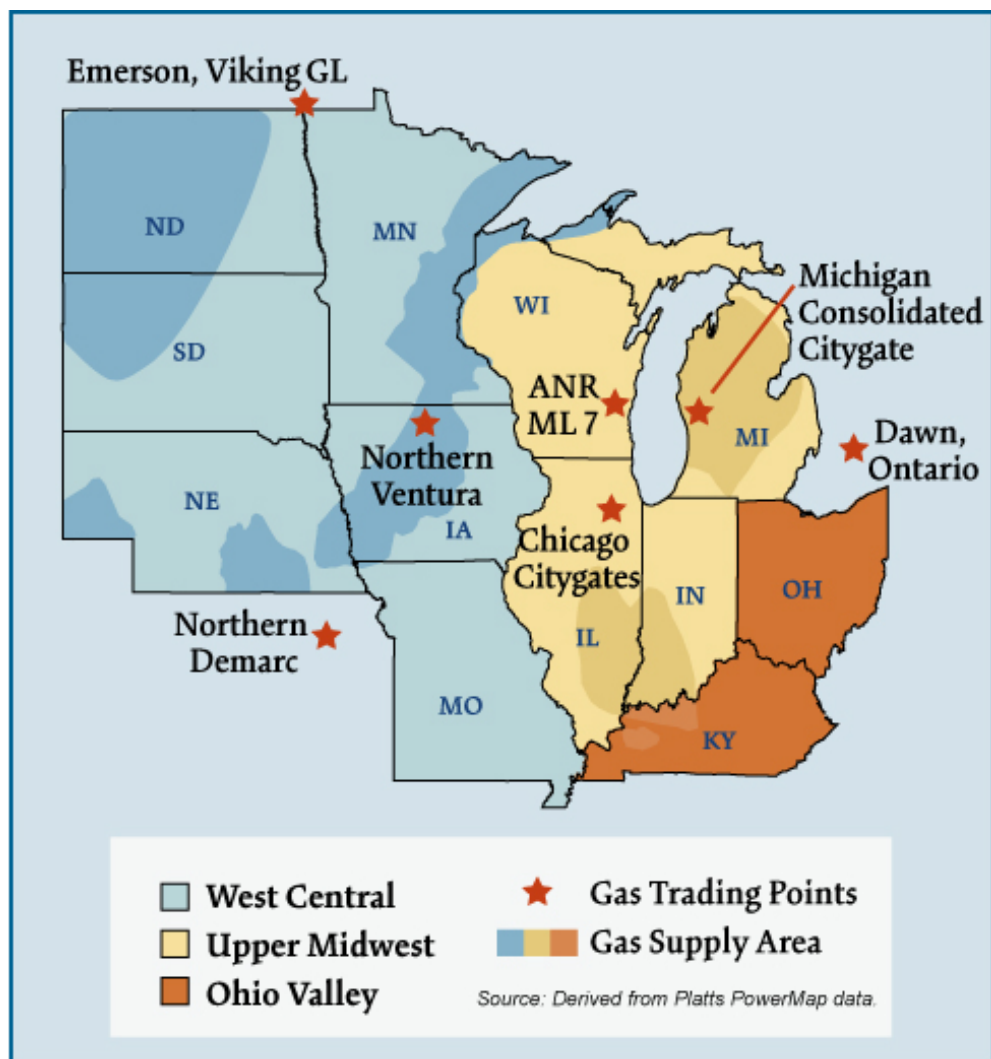 Emerson, Viking GL
ND
MN
SD
WI
Michigan
Consolidated
Citygate
ANR
ML 7
MI
Dawn,
Ontario
Northern
Ventura
NE
IA
Chicago
Citygates
IN
OH
Northern
Demarc
IL
MO
KY
West Central
Upper Midwest
Ohio Valley
Gas Trading Points
Gas Supply Area
Source: Derived from Platts PowerMap data.